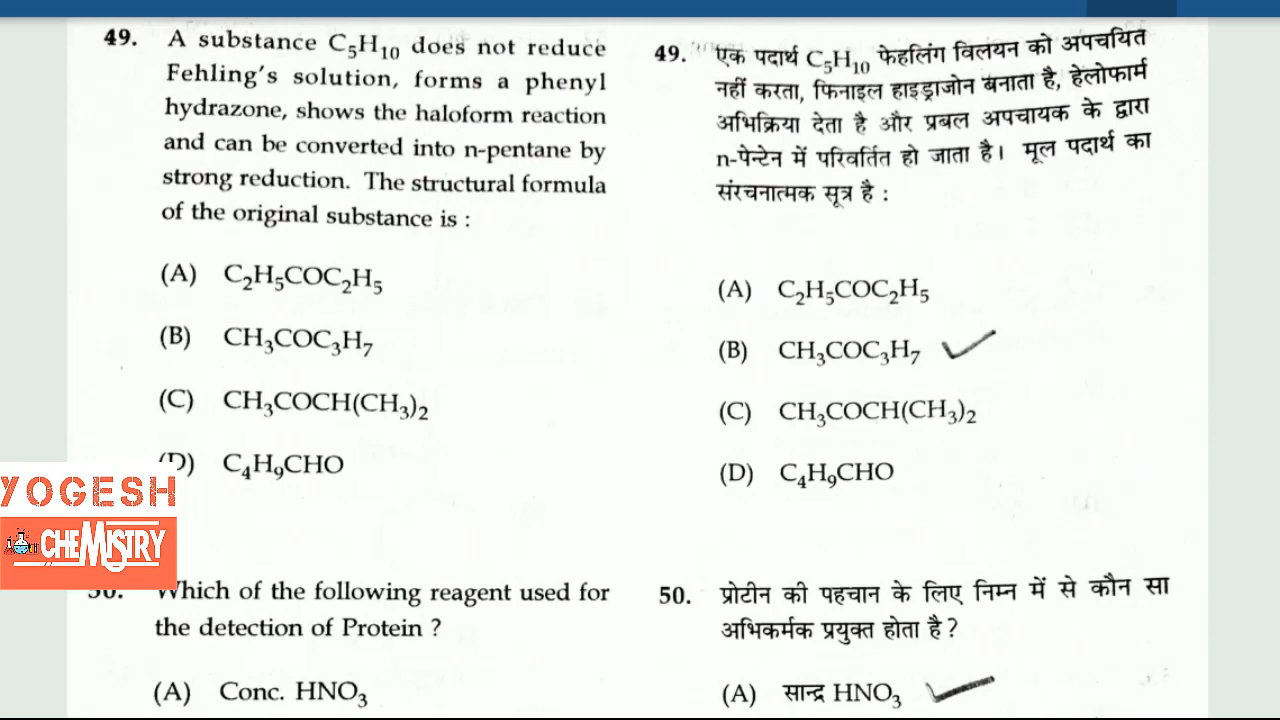 49. A substance C₅H₁₀ does not reduce
Fehling's solution, forms a phenyl
hydrazone, shows the haloform reaction
and can be converted into n-pentane by
strong reduction. The structural formula
of the original substance is :
(A) C₂H₅COC₂H₅
(B) CH₃COC₃H₇
(C) CH₃COCH(CH₃)₂
(D) C₄H₉CHO
YOGESH
CHEMISTRY
50. Which of the following reagent used for
the detection of Protein ?
(A) Conc. HNO₃
49. एक पदार्थ C₅H₁₀ फेहलिंग विलयन को अपचयित
नहीं करता, फिनाइल हाइड्राजोन बनाता है, हेलोफार्म
अभिक्रिया देता है और प्रबल अपचायक के द्वारा
n-पेन्टेन में परिवर्तित हो जाता है। मूल पदार्थ का
संरचनात्मक सूत्र है :
(A) C₂H₅COC₂H₅
(B) CH₃COC₃H₇
(C) CH₃COCH(CH₃)₂
(D) C₄H₉CHO
50. प्रोटीन की पहचान के लिए निम्न में से कौन सा
अभिकर्मक प्रयुक्त होता है?
(A) सान्द्र HNO₃